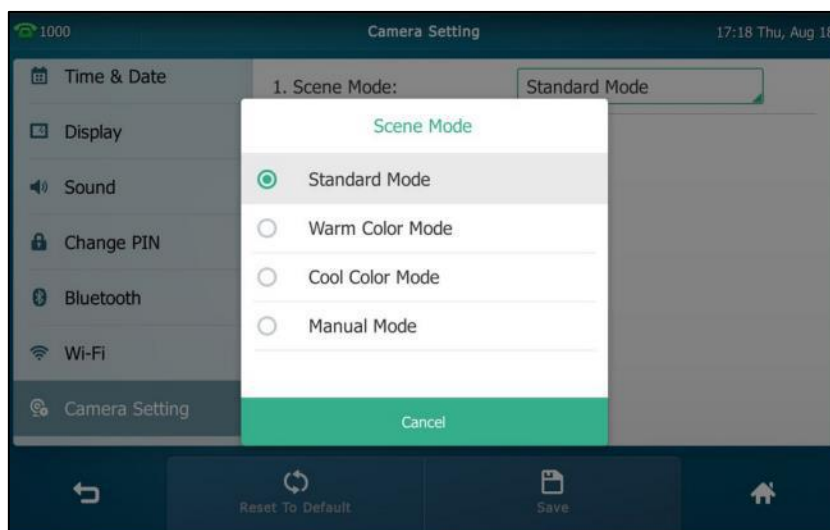 1000
Camera Setting
17:18 Thu, Aug 18
Time & Date
Display
Sound
Change PIN
Bluetooth
Wi-Fi
Camera Setting
1. Scene Mode:
Standard Mode
Scene Mode
Standard Mode
Warm Color Mode
Cool Color Mode
Manual Mode
Cancel
Reset To Default
Save